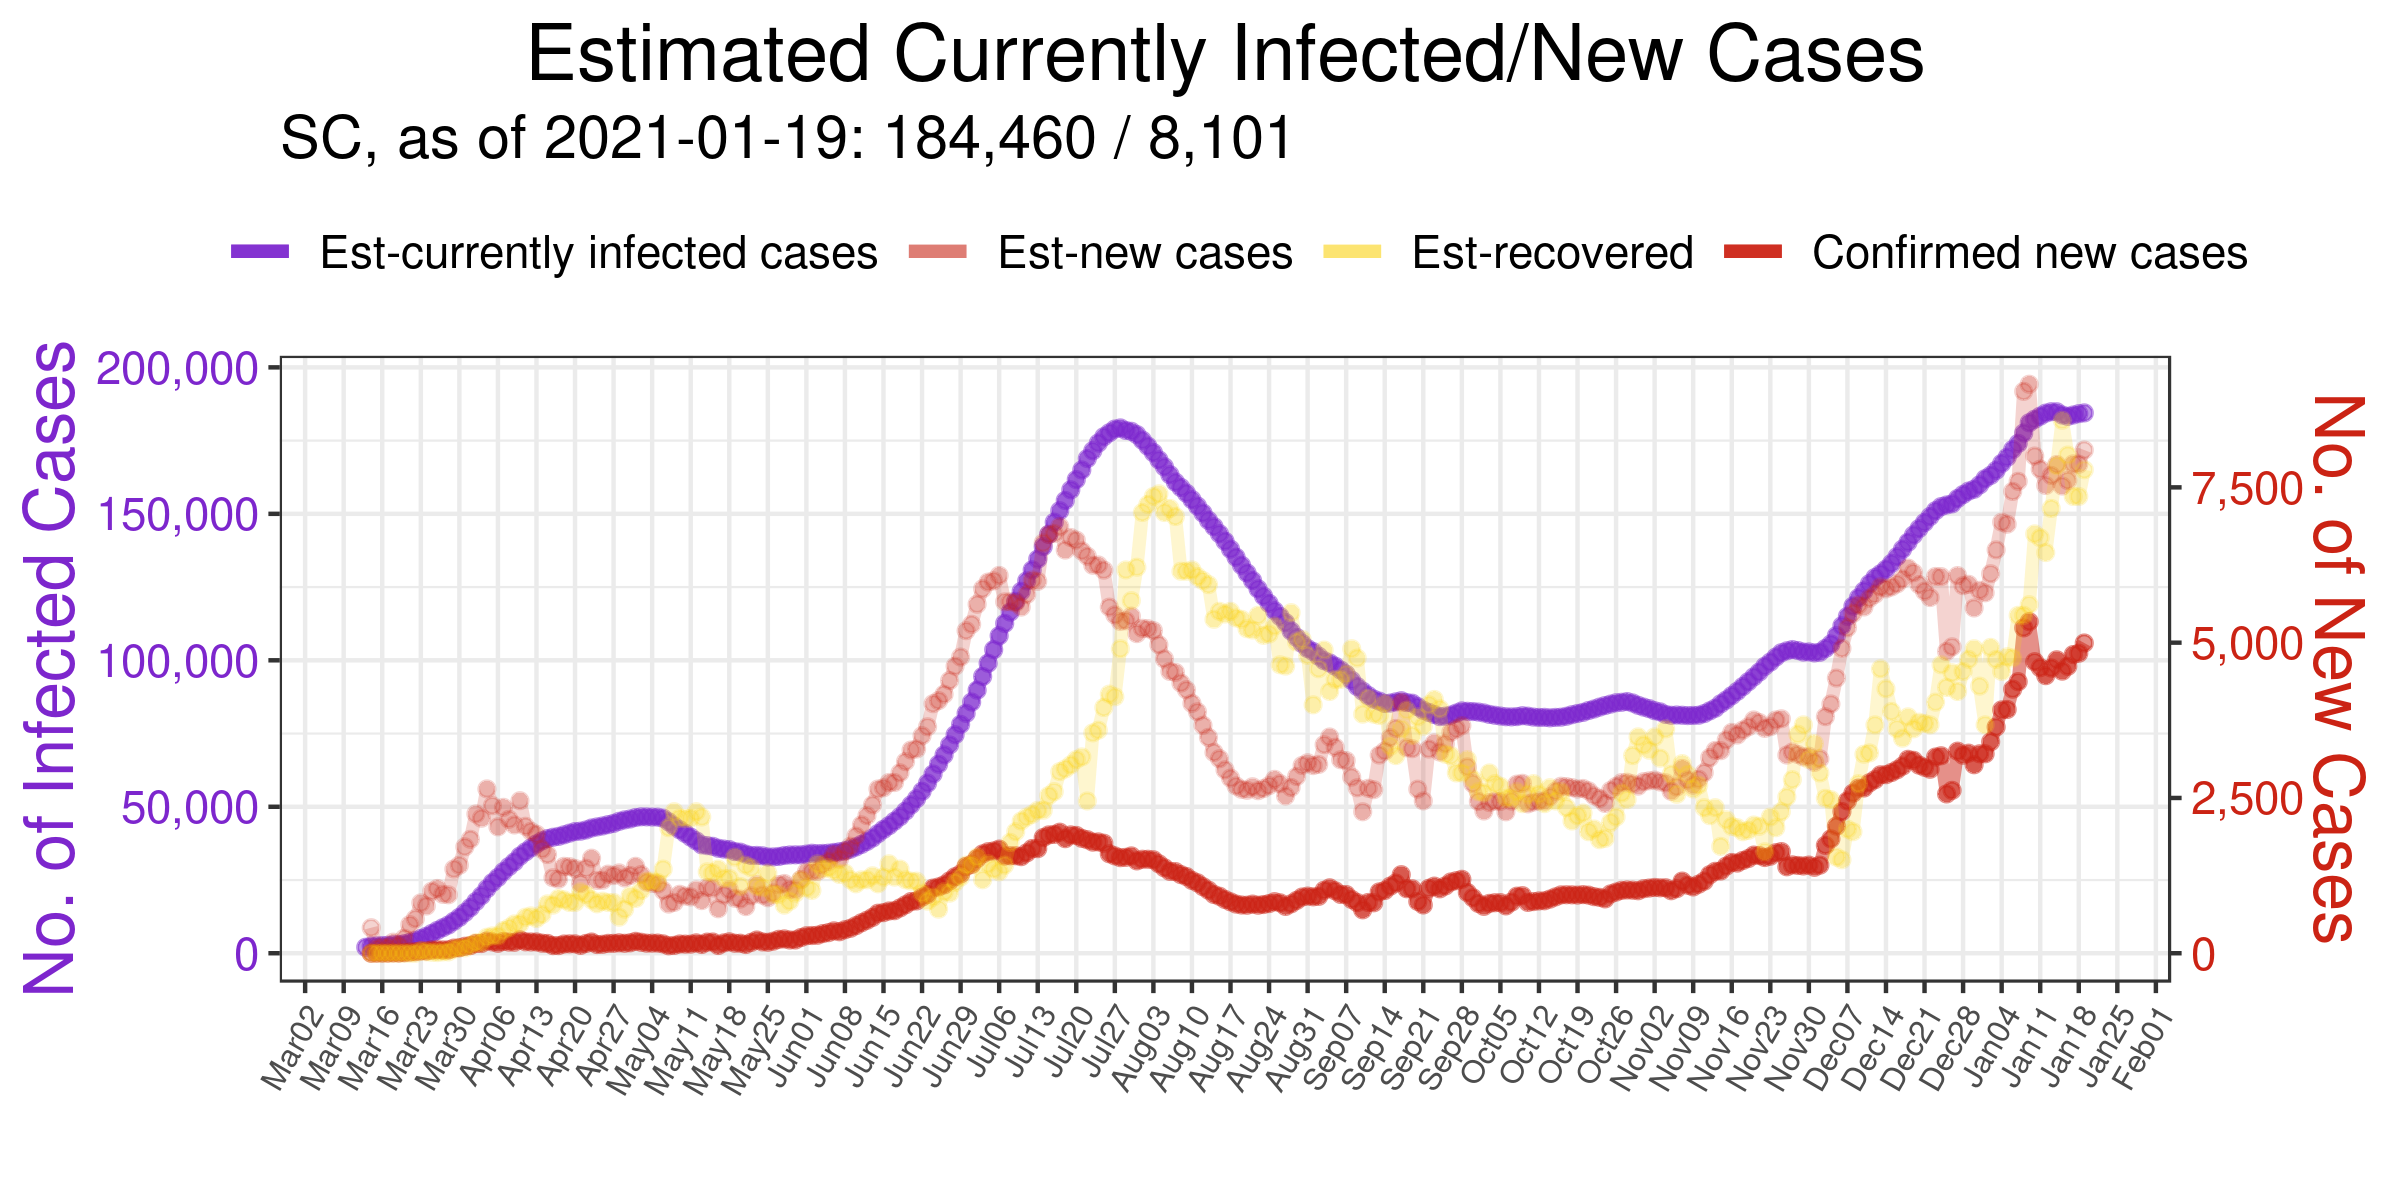 Estimated Currently Infected/New Cases
SC, as of 2021-01-19: 184,460 / 8,101
Est-currently infected cases
Est-new cases
Est-recovered
Confirmed new cases
No. of Infected Cases
200,000
150,000
100,000
50,000
0
7,500
5,000
2,500
0
No. of New Cases
Mar02
Mar09
Mar16
Mar23
Mar30
Apr06
Apr13
Apr20
Apr27
May04
May11
May18
May25
Jun01
Jun08
Jun15
Jun22
Jun29
Jul06
Jul13
Jul20
Jul27
Aug03
Aug10
Aug17
Aug24
Aug31
Sep07
Sep14
Sep21
Sep28
Oct05
Oct12
Oct19
Oct26
Nov02
Nov09
Nov16
Nov23
Nov30
Dec07
Dec14
Dec21
Dec28
Jan04
Jan11
Jan18
Jan25
Feb01